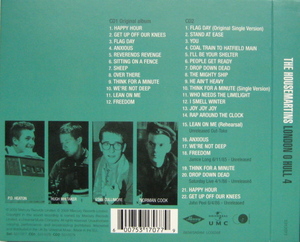 CD1: Original album
1. HAPPY HOUR
2. GET UP OFF OUR KNEES
3. FLAG DAY
4. ANXIOUS
5. REVERENDS REVENGE
6. SITTING ON A FENCE
7. SHEEP
8. OVER THERE
9. THINK FOR A MINUTE
10. WE'RE NOT DEEP
11. LEAN ON ME
12. FREEDOM
CD2:
1. FLAG DAY (Original Single Version)
2. STAND AT EASE
3. YOU
4. COAL TRAIN TO HATFIELD MAIN
5. I'LL BE YOUR SHELTER
6. PEOPLE GET READY
7. DROP DOWN DEAD
8. THE MIGHTY SHIP
9. HE AIN'T HEAVY
10. THINK FOR A MINUTE (Single Version)
11. WHO NEEDS THE LIMELIGHT
12. I SMELL WINTER
13. JOY JOY JOY
14. RAP AROUND THE CLOCK
15. LEAN ON ME (Rehearsal)
16. ANXIOUS
17. WE'RE NOT DEEP
18. FREEDOM
19. THINK FOR A MINUTE
20. DROP DOWN DEAD
21. HAPPY HOUR
22. GET UP OFF OUR KNEES
THE HOUSEMARTINS LONDON 0 HULL 4
NORMAN COOK
UMC